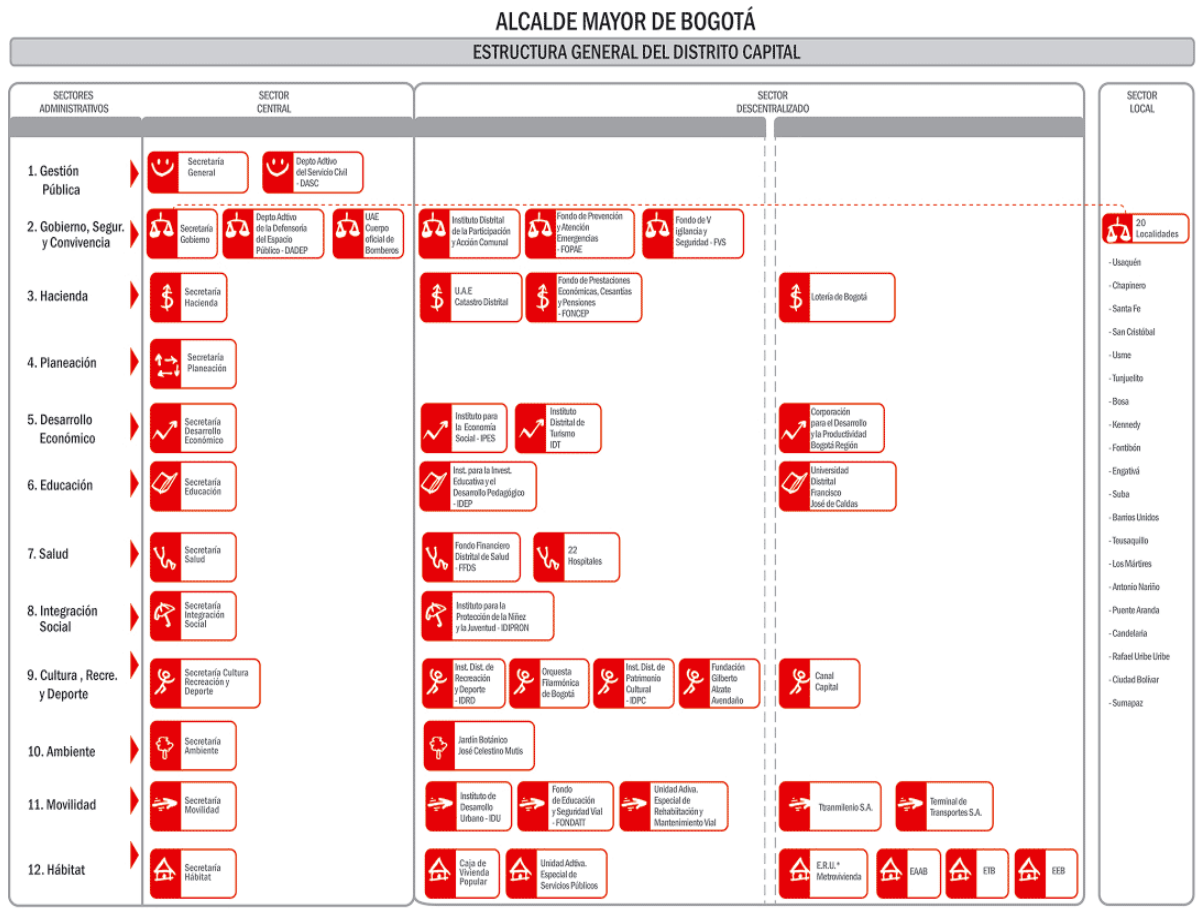 ALCALDE MAYOR DE BOGOTÁ
ESTRUCTURA GENERAL DEL DISTRITO CAPITAL
SECTORES
ADMINISTRATIVOS
SECTOR
CENTRAL
SECTOR
DESCENTRALIZADO
SECTOR
LOCAL
1. Gestión
Pública
Secretaría
General
Depto Adtivo
del Servicio Civil
- DASC
2. Gobierno, Segur.
y Convivencia
Secretaría
Gobierno
Depto Adtivo
de la Defensoría
del Espacio
Público - DADEP
UAE
Cuerpo
oficial de
Bomberos
Instituto Distrital
de la Participación
y Acción Comunal
Fondo de Prevención
y Atención
Emergencias
- FOPAE
Fondo de V
igilancia y
Seguridad - FVS
20
Localidades
3. Hacienda
Secretaría
Hacienda
U.A.E
Catastro Distrital
Fondo de Prestaciones
Económicas, Cesantías
y Pensiones
- FONCEP
Lotería de Bogotá
4. Planeación
Secretaría
Planeación
5. Desarrollo
Económico
Secretaría
Desarrollo
Económico
Instituto para
la Economía
Social - IPES
Instituto
Distrital de
Turismo
IDT
Corporación
para el Desarrollo
y la Productividad
Bogotá Región
6. Educación
Secretaría
Educación
Inst. para la Invest.
Educativa y el
Desarrollo Pedagógico
- IDEP
Universidad
Distrital
Francisco
José de Caldas
7. Salud
Secretaría
Salud
Fondo Financiero
Distrital de Salud
- FFDS
22
Hospitales
8. Integración
Social
Secretaría
Integración
Social
Instituto para la
Protección de la Niñez
y la Juventud - IDIPRON
9. Cultura , Recre.
y Deporte
Secretaría Cultura
Recreación y
Deporte
Inst. Dist. de
Recreación
y Deporte
- IDRD
Orquesta
Filarmónica
de Bogotá
Inst. Dist. de
Patrimonio
Cultural
- IDPC
Fundación
Gilberto
Alzate
Avendaño
Canal
Capital
10. Ambiente
Secretaría
Ambiente
Jardín Botánico
José Celestino Mutis
11. Movilidad
Secretaría
Movilidad
Instituto de
Desarrollo
Urbano - IDU
Fondo
de Educación
y Seguridad Vial
- FONDATT
Unidad Adiva.
Especial de
Rehabilitación y
Mantenimiento Vial
Ttranmilenio S.A.
Terminal de
Transportes S.A.
12. Hábitat
Secretaría
Hábitat
Caja de
Vivienda
Popular
Unidad Adtiva.
Especial de
Servicios Públicos
E.R.U.*
Metrovivienda
EAAB
ETB
EEB
- Usaquén
- Chapinero
- Santa Fe
- San Cristóbal
- Usme
- Tunjuelito
- Bosa
- Kennedy
- Fontibón
- Engativá
- Suba
- Barrios Unidos
- Teusaquillo
- Los Mártires
- Antonio Nariño
- Puente Aranda
- Candelaria
- Rafael Uribe Uribe
- Ciudad Bolívar
- Sumapaz